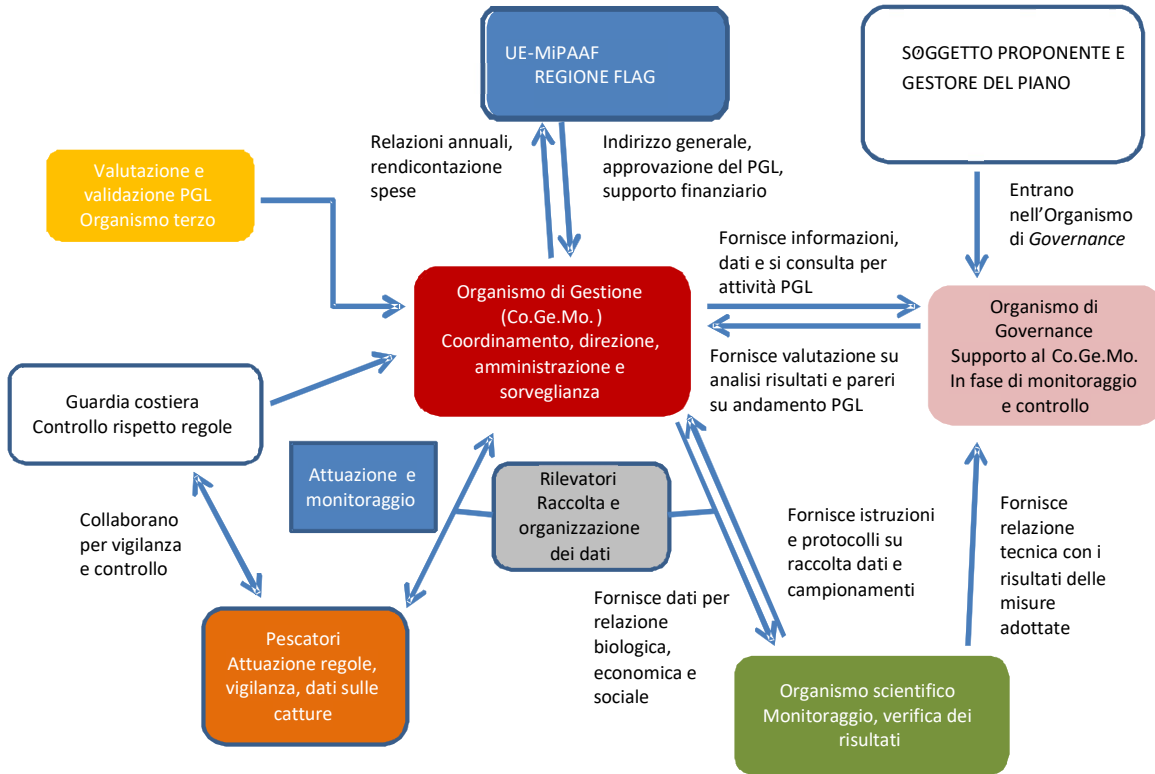 UE-MiPAAF
REGIONE FLAG
SOGGETTO PROPONENTE E
GESTORE DEL PIANO
Relazioni annuali,
rendicontazione
spese
Indirizzo generale,
approvazione del PGL,
supporto finanziario
Valutazione e
validazione PGL
Organismo terzo
Entrano
nell’Organismo
di Governance
Fornisce informazioni,
dati e si consulta per
attività PGL
Organismo di Gestione
(Co.Ge.Mo. )
Coordinamento, direzione,
amministrazione e
sorveglianza
Organismo di
Governance
Supporto al Co.Ge.Mo.
In fase di monitoraggio
e controllo
Fornisce valutazione su
analisi risultati e pareri
su andamento PGL
Guardia costiera
Controllo rispetto regole
Attuazione e
monitoraggio
Rilevatori
Raccolta e
organizzazione
dei dati
Collaborano
per vigilanza
e controllo
Fornisce istruzioni
e protocolli su
raccolta dati e
campionamenti
Fornisce
relazione
tecnica con i
risultati delle
misure
adottate
Fornisce dati per
relazione
biologica,
economica e
sociale
Pescatori
Attuazione regole,
vigilanza, dati sulle
catture
Organismo scientifico
Monitoraggio, verifica dei
risultati